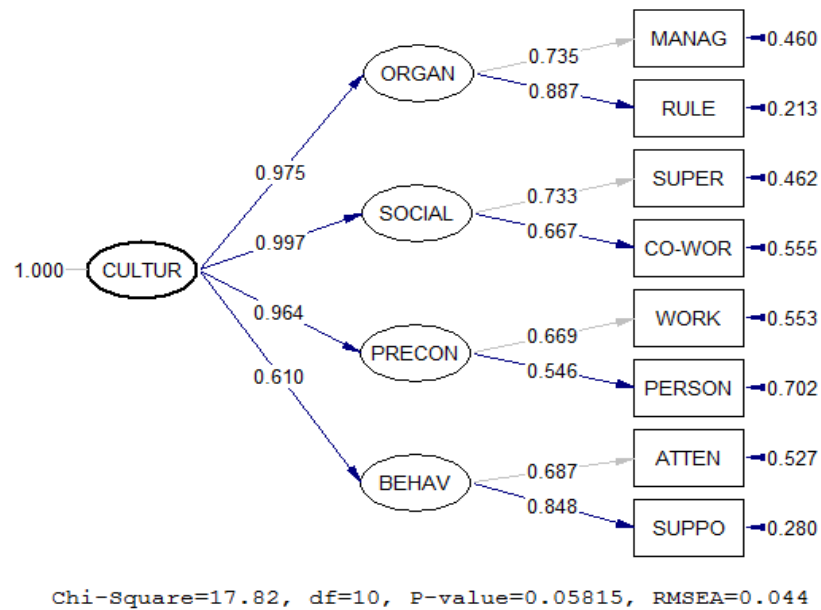 MANAG
0.460
0.735
ORGAN
0.887
RULE
0.213
0.975
SUPER
0.462
0.733
SOCIAL
0.667
CO-WOR
0.555
0.997
1.000
CULTUR
0.964
WORK
0.553
0.669
PRECON
0.546
PERSON
0.702
0.610
ATTEN
0.527
0.687
BEHAV
0.848
SUPPO
0.280
Chi-Square=17.82, df=10, P-value=0.05815, RMSEA=0.044